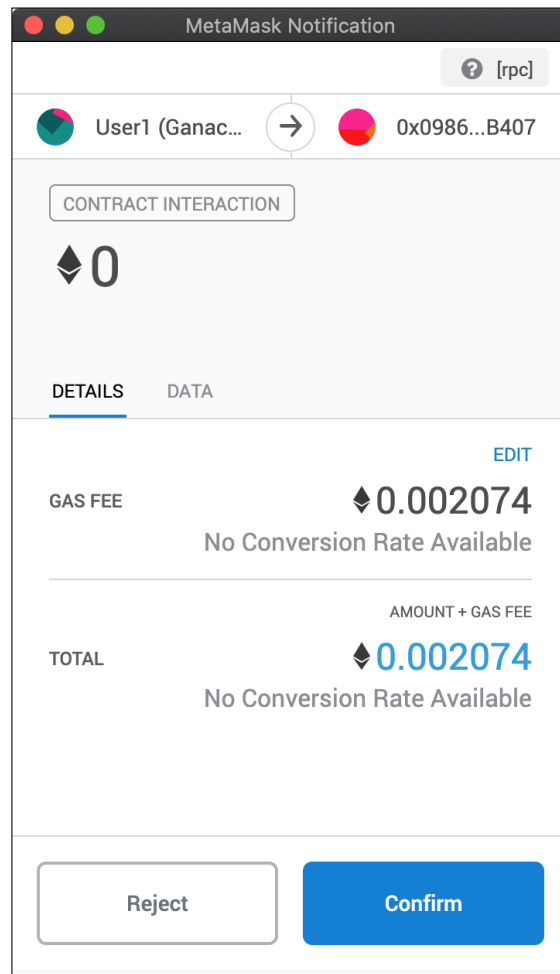 MetaMask Notification
? [rpc]
User1 (Ganac... 0x0986...B407
CONTRACT INTERACTION
0
DETAILS DATA
EDIT
GAS FEE 0.002074
No Conversion Rate Available
AMOUNT + GAS FEE
TOTAL 0.002074
No Conversion Rate Available
Reject Confirm